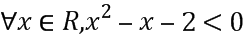 ∀x ∈ R,x² − x − 2 < 0